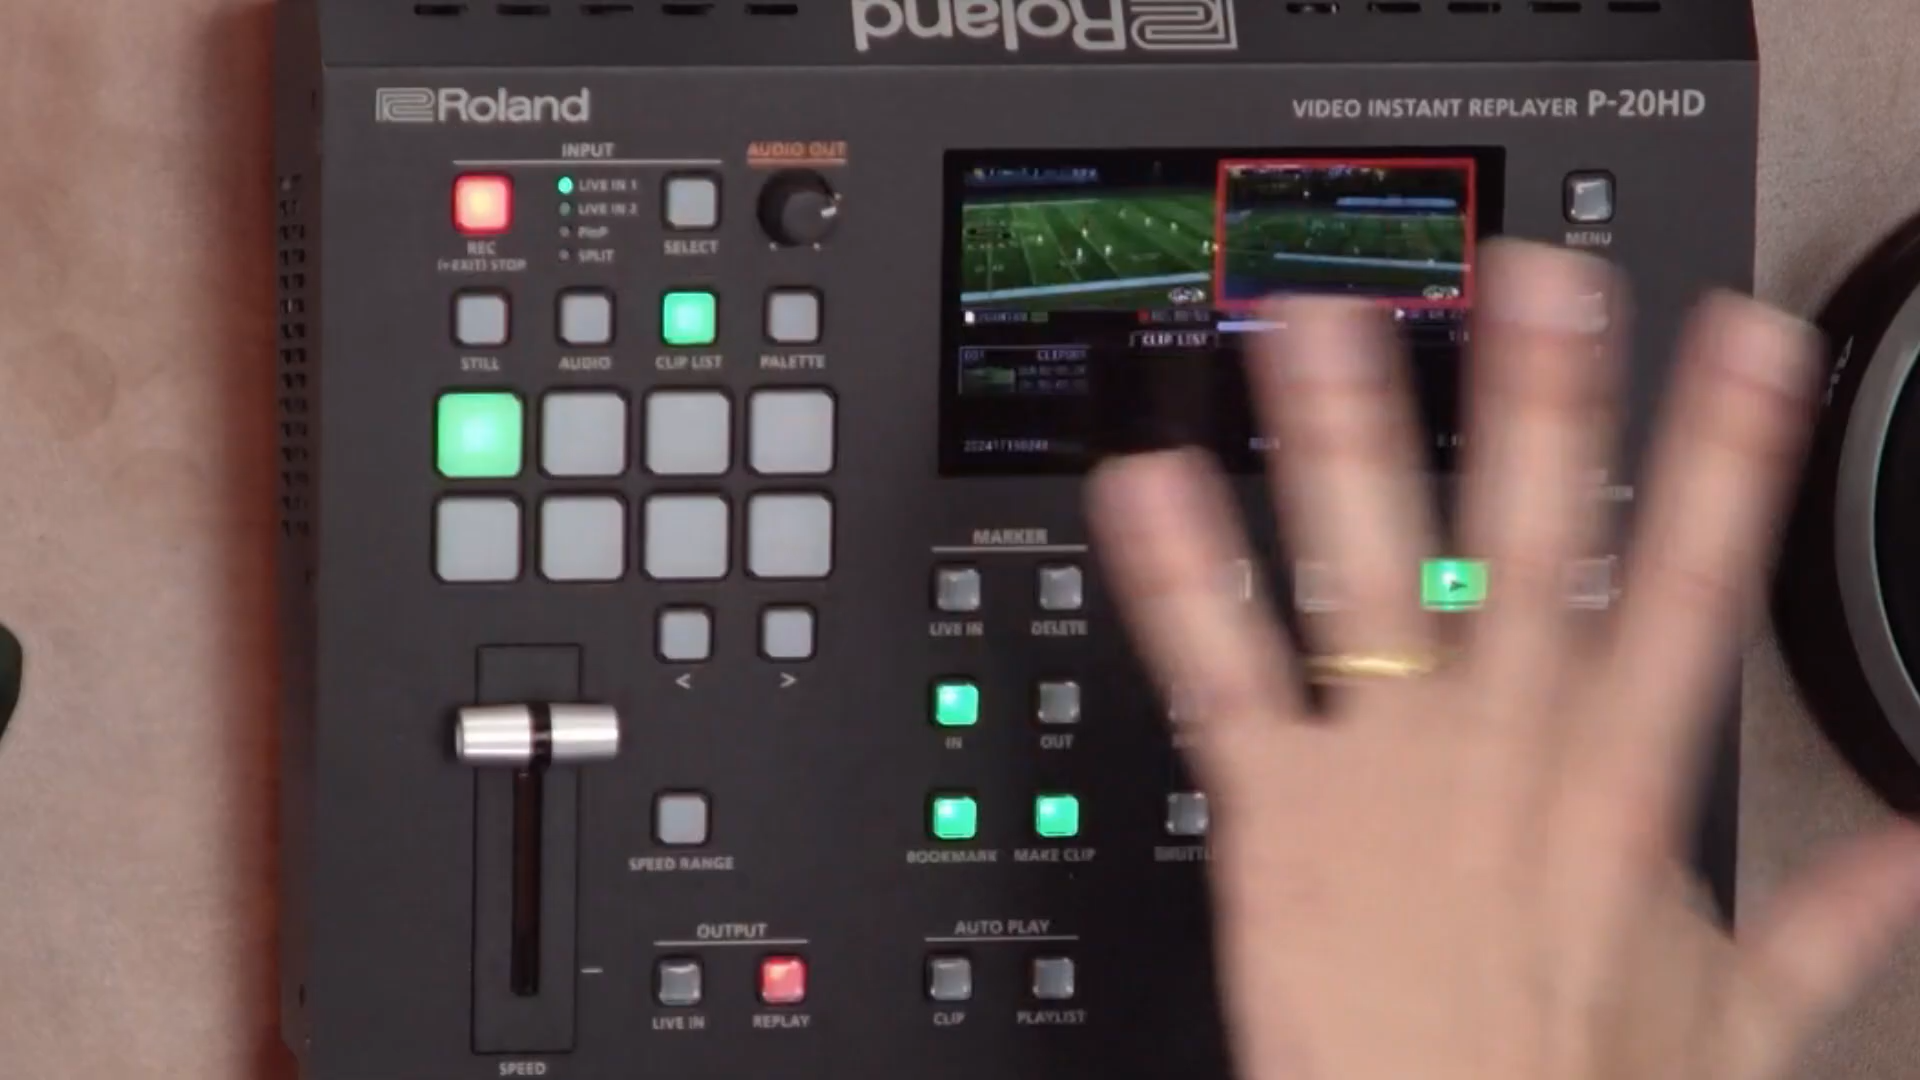 Roland
Roland
VIDEO INSTANT REPLAYER P-20HD
INPUT
AUDIO OUT
LIVE IN 1
LIVE IN 2
PinP
SPLIT
REC
(+EXIT) STOP
SELECT
MENU
STILL
AUDIO
CLIP LIST
PALETTE
CLIP LIST
MARKER
LIVE IN
DELETE
<
>
IN
OUT
SPEED RANGE
BOOKMARK
MAKE CLIP
OUTPUT
AUTO PLAY
LIVE IN
REPLAY
CLIP
PLAYLIST
SPEED